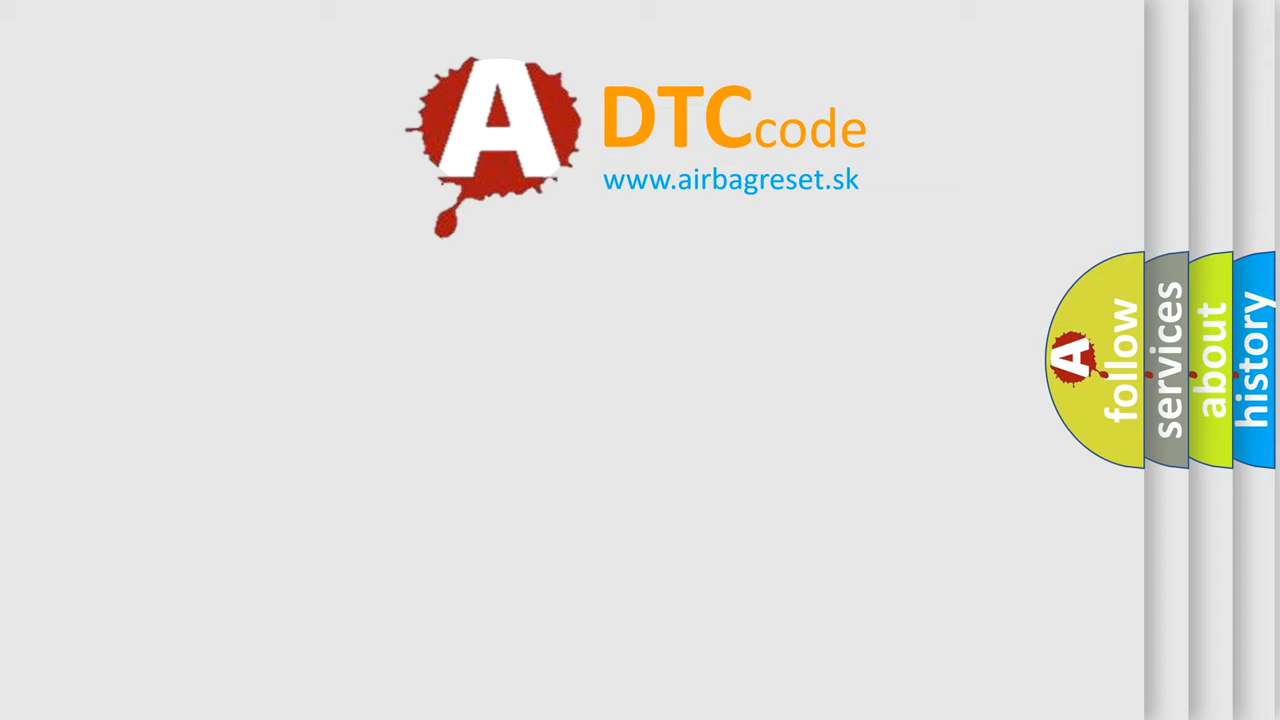 A
DTCcode
www.airbagreset.sk
A
follow
services
about
history